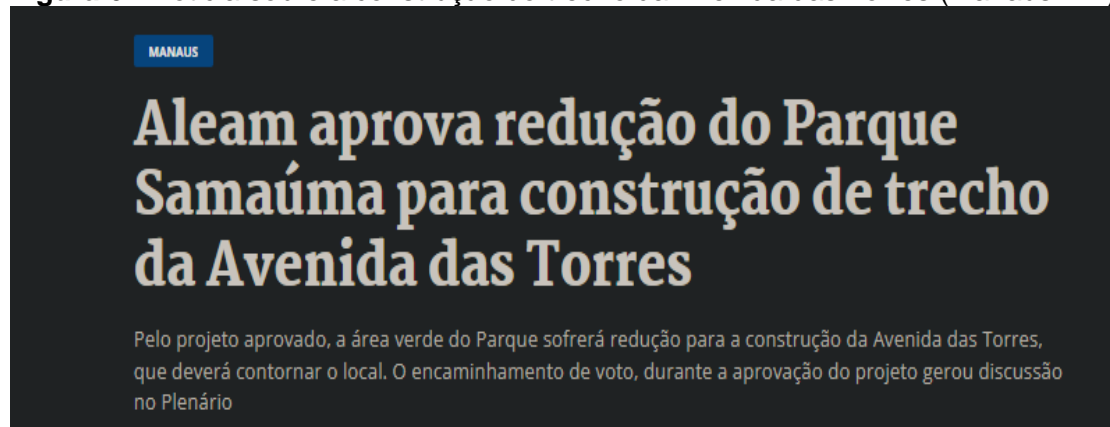 MANAUS
Aleam aprova redução do Parque
Samaúma para construção de trecho
da Avenida das Torres
Pelo projeto aprovado, a área verde do Parque sofrerá redução para a construção da Avenida das Torres,
que deverá contornar o local. O encaminhamento de voto, durante a aprovação do projeto gerou discussão
no Plenário